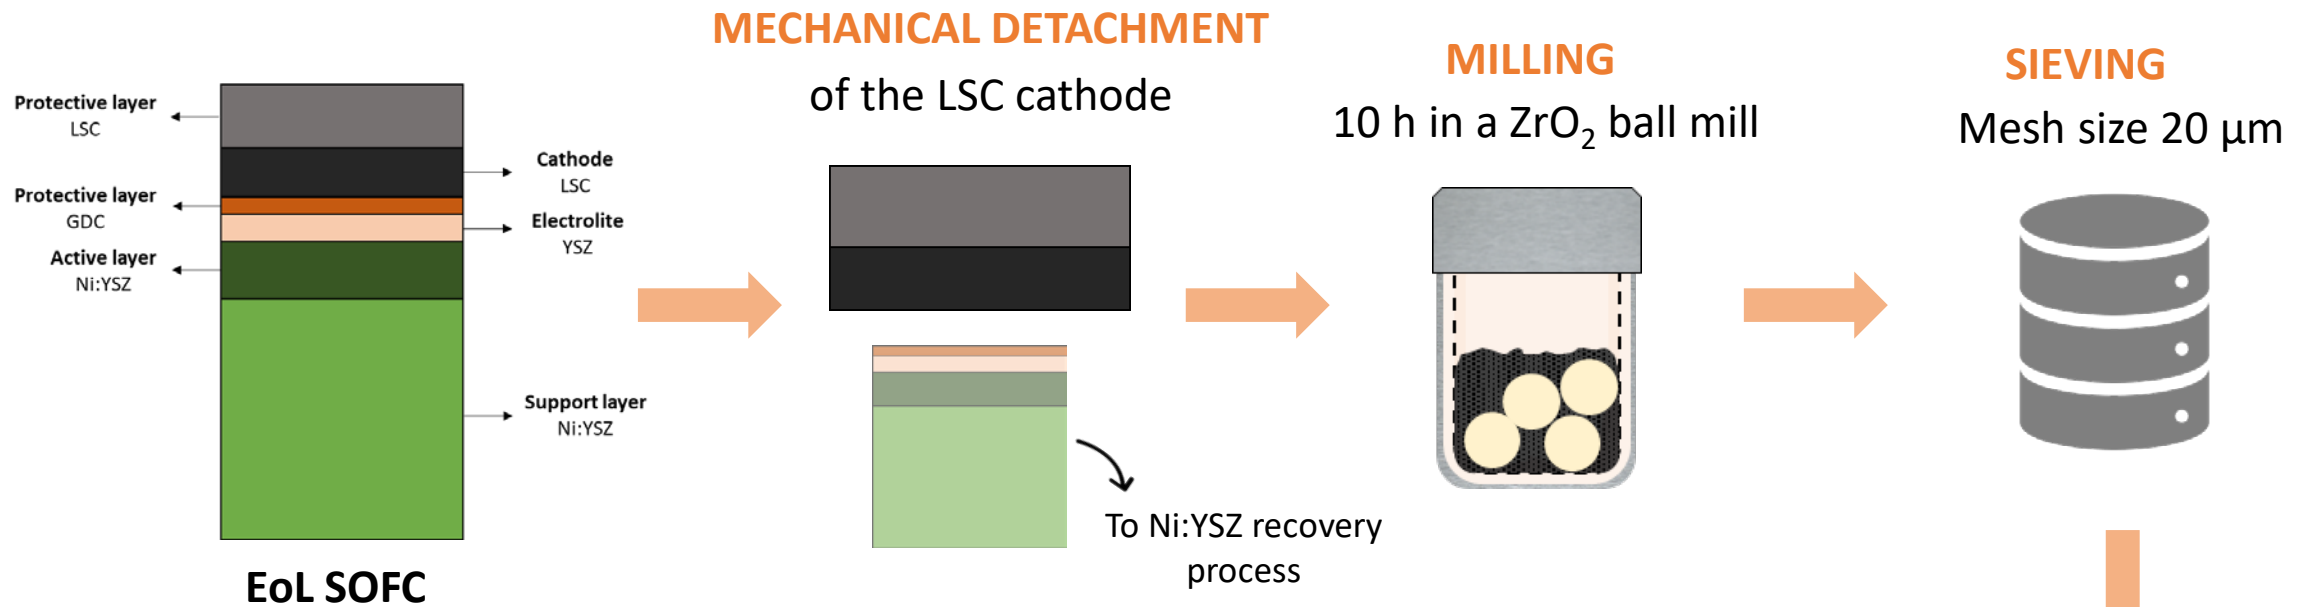 Protective layer
LSC
Cathode
LSC
Protective layer
GDC
Electrolite
YSZ
Active layer
Ni:YSZ
Support layer
Ni:YSZ
EoL SOFC
MECHANICAL DETACHMENT
of the LSC cathode
To Ni:YSZ recovery
process
MILLING
10 h in a ZrO₂ ball mill
SIEVING
Mesh size 20 µm